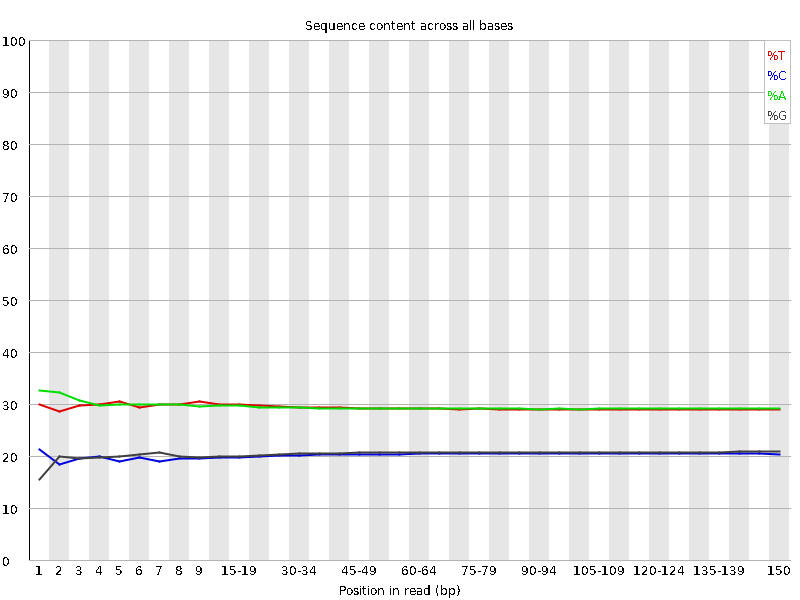 Sequence content across all bases
100
90
80
70
60
50
40
30
20
10
0
%T
%C
%A
%G
1 2 3 4 5 6 7 8 9 15-19 30-34 45-49 60-64 75-79 90-94 105-109 120-124 135-139 150
Position in read (bp)